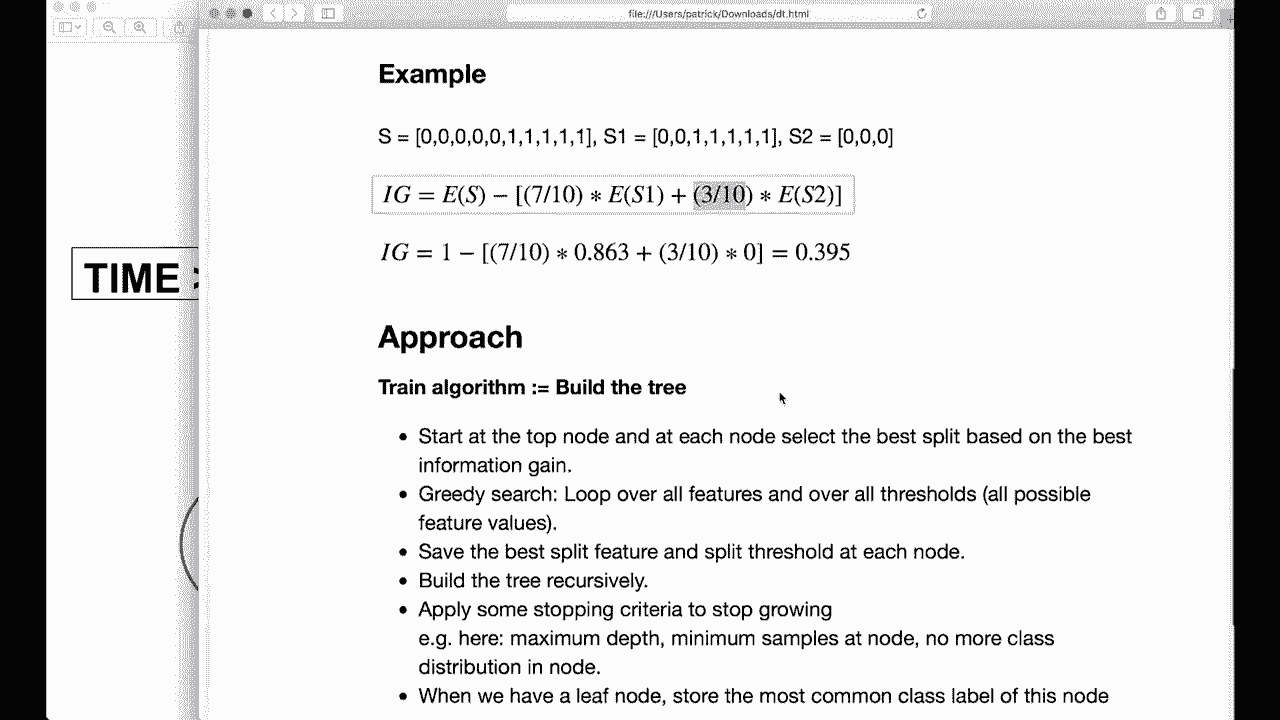 file:///Users/patrick/Downloads/dt.html
Example
S = [0,0,0,0,0,1,1,1,1,1], S1 = [0,0,1,1,1,1,1], S2 = [0,0,0]
IG = E(S) − [(7/10) ∗ E(S1) + (3/10) ∗ E(S2)]
IG = 1 − [(7/10) ∗ 0.863 + (3/10) ∗ 0] = 0.395
TIME
Approach
Train algorithm := Build the tree
• Start at the top node and at each node select the best split based on the best
information gain.
• Greedy search: Loop over all features and over all thresholds (all possible
feature values).
• Save the best split feature and split threshold at each node.
• Build the tree recursively.
• Apply some stopping criteria to stop growing
e.g. here: maximum depth, minimum samples at node, no more class
distribution in node.
• When we have a leaf node, store the most common class label of this node